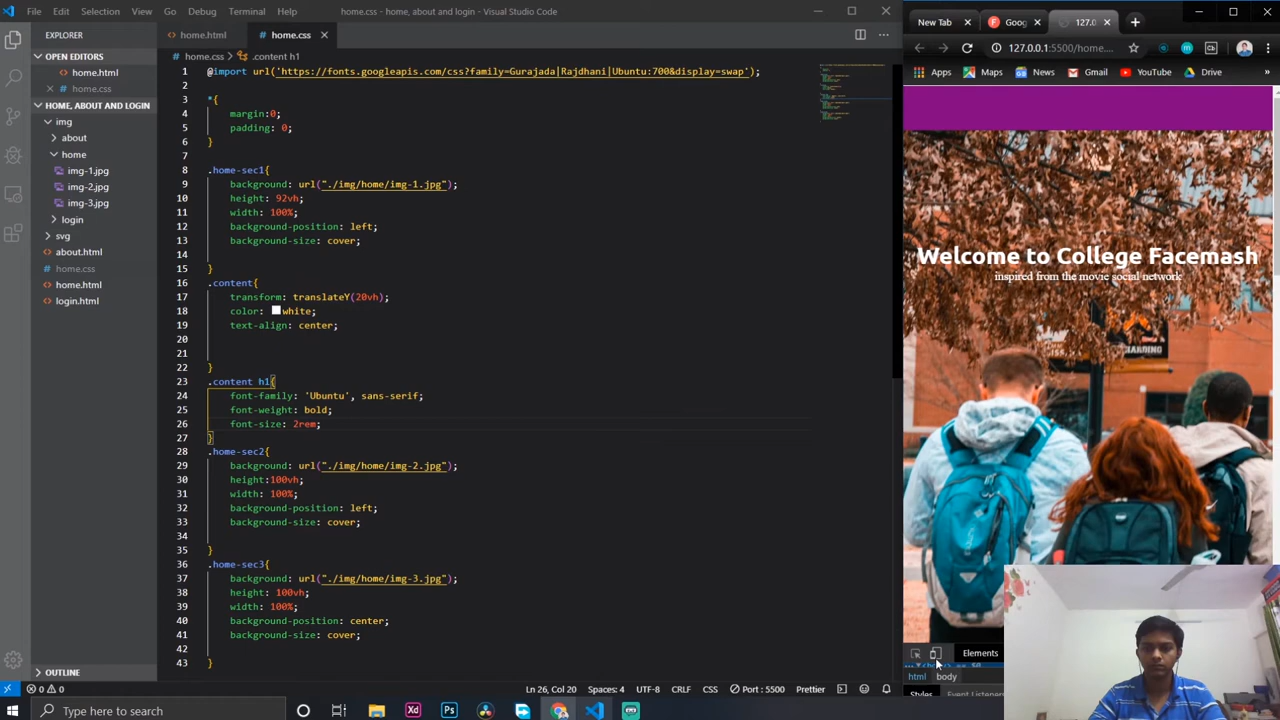 File Edit Selection View Go Debug Terminal Help
home.css - home, about and login - Visual Studio Code
New Tab
Goog
127.0
EXPLORER
home.html
home.css
127.0.0.1:5500/home....
OPEN EDITORS
home.html
home.css
home.css > .content h1
Apps Maps M Gmail YouTube Drive »
HOME, ABOUT AND LOGIN
img
about
home
img-1.jpg
img-2.jpg
img-3.jpg
login
svg
about.html
home.css
home.html
login.html
OUTLINE
1 @import url('https://fonts.googleapis.com/css?family=Gurajada|Rajdhani|Ubuntu:700&display=swap');
2
3 *{
4 margin:0;
5 padding: 0;
6 }
7
8 .home-sec1{
9 background: url("./img/home/img-1.jpg");
10 height: 92vh;
11 width: 100%;
12 background-position: left;
13 background-size: cover;
14
15 }
16 .content{
17 transform: translateY(20vh);
18 color: white;
19 text-align: center;
20
21
22 }
23 .content h1{
24 font-family: 'Ubuntu', sans-serif;
25 font-weight: bold;
26 font-size: 2rem;
27 }
28 .home-sec2{
29 background: url("./img/home/img-2.jpg");
30 height:100vh;
31 width: 100%;
32 background-position: left;
33 background-size: cover;
34
35 }
36 .home-sec3{
37 background: url("./img/home/img-3.jpg");
38 height: 100vh;
39 width: 100%;
40 background-position: center;
41 background-size: cover;
42
43 }
Welcome to College Facemash
inspired from the movie social network
HARDING
Elements
html body
Styles Event Listeners
0 0
Ln 26, Col 20 Spaces: 4 UTF-8 CRLF CSS Port : 5500 Prettier
Type here to search
Xd Ps